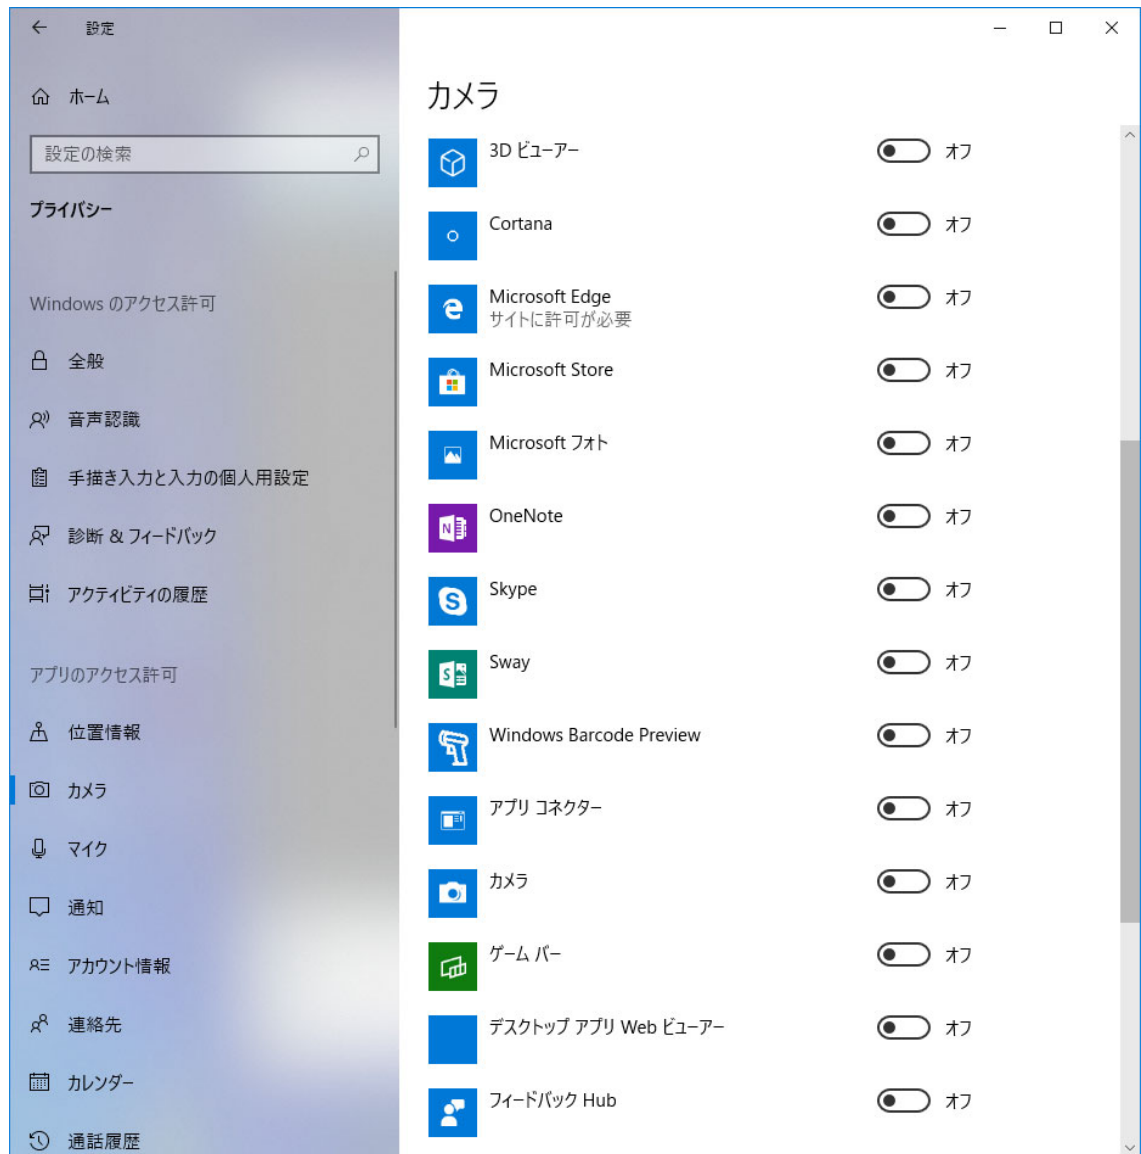 設定
ホーム
設定の検索
プライバシー
Windows のアクセス許可
全般
音声認識
手描き入力と入力の個人用設定
診断 & フィードバック
アクティビティの履歴
アプリのアクセス許可
位置情報
カメラ
マイク
通知
アカウント情報
連絡先
カレンダー
通話履歴
カメラ
3D ビューアー オフ
Cortana オフ
Microsoft Edge オフ
サイトに許可が必要
Microsoft Store オフ
Microsoft フォト オフ
OneNote オフ
Skype オフ
Sway オフ
Windows Barcode Preview オフ
アプリ コネクター オフ
カメラ オフ
ゲーム バー オフ
デスクトップ アプリ Web ビューアー オフ
フィードバック Hub オフ